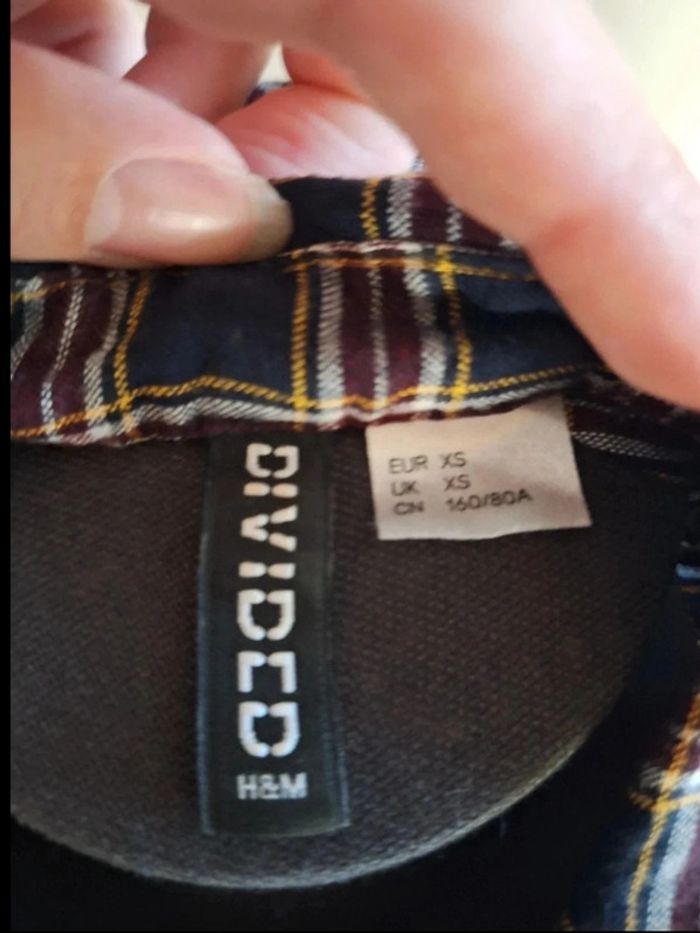 DIVIDED
H&M
EUR XS
UK XS
CN 160/80A